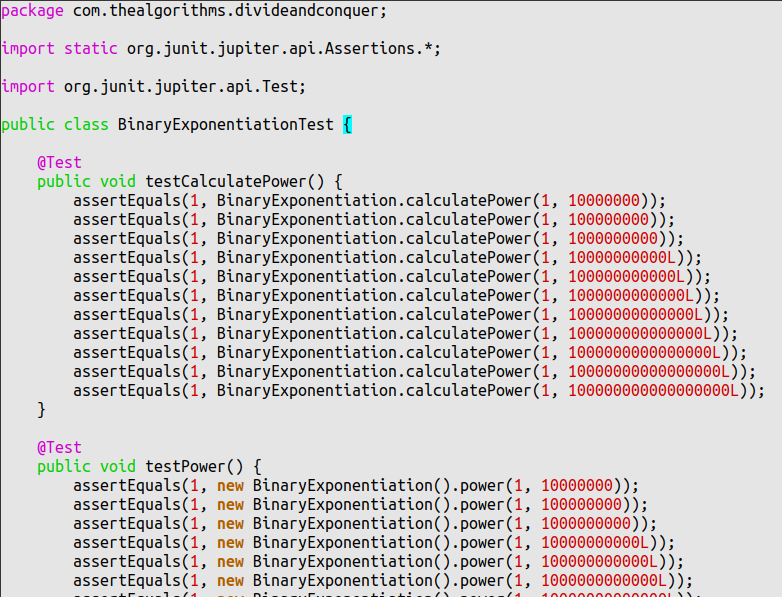 package com.thealgorithms.divideandconquer;
import static org.junit.jupiter.api.Assertions.*;
import org.junit.jupiter.api.Test;
public class BinaryExponentiationTest {
@Test
public void testCalculatePower() {
assertEquals(1, BinaryExponentiation.calculatePower(1, 10000000));
assertEquals(1, BinaryExponentiation.calculatePower(1, 100000000));
assertEquals(1, BinaryExponentiation.calculatePower(1, 1000000000));
assertEquals(1, BinaryExponentiation.calculatePower(1, 10000000000L));
assertEquals(1, BinaryExponentiation.calculatePower(1, 100000000000L));
assertEquals(1, BinaryExponentiation.calculatePower(1, 1000000000000L));
assertEquals(1, BinaryExponentiation.calculatePower(1, 10000000000000L));
assertEquals(1, BinaryExponentiation.calculatePower(1, 100000000000000L));
assertEquals(1, BinaryExponentiation.calculatePower(1, 1000000000000000L));
assertEquals(1, BinaryExponentiation.calculatePower(1, 10000000000000000L));
assertEquals(1, BinaryExponentiation.calculatePower(1, 100000000000000000L));
}
@Test
public void testPower() {
assertEquals(1, new BinaryExponentiation().power(1, 10000000));
assertEquals(1, new BinaryExponentiation().power(1, 100000000));
assertEquals(1, new BinaryExponentiation().power(1, 1000000000));
assertEquals(1, new BinaryExponentiation().power(1, 10000000000L));
assertEquals(1, new BinaryExponentiation().power(1, 100000000000L));
assertEquals(1, new BinaryExponentiation().power(1, 1000000000000L));